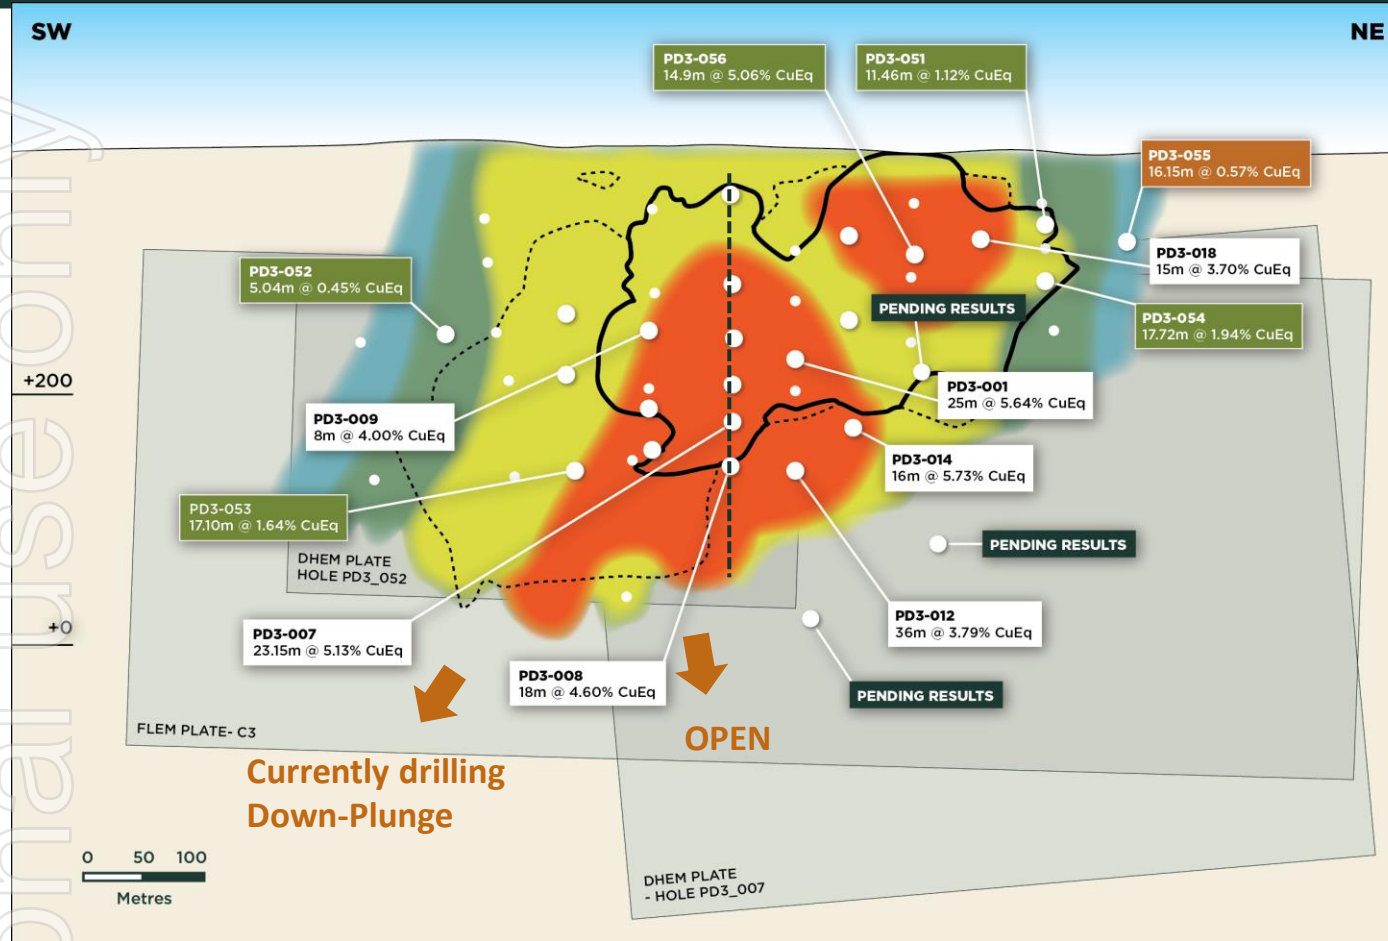 SW
NE
PD3-056
14.9m @ 5.06% CuEq
PD3-051
11.46m @ 1.12% CuEq
PD3-055
16.15m @ 0.57% CuEq
PD3-018
15m @ 3.70% CuEq
PD3-052
5.04m @ 0.45% CuEq
PENDING RESULTS
PD3-054
17.72m @ 1.94% CuEq
+200
PD3-001
25m @ 5.64% CuEq
PD3-009
8m @ 4.00% CuEq
PD3-014
16m @ 5.73% CuEq
PD3-053
17.10m @ 1.64% CuEq
PENDING RESULTS
DHEM PLATE
HOLE PD3_052
PD3-012
36m @ 3.79% CuEq
+0
PD3-007
23.15m @ 5.13% CuEq
PD3-008
18m @ 4.60% CuEq
PENDING RESULTS
FLEM PLATE- C3
OPEN
Currently drilling
Down-Plunge
0 50 100
Metres
DHEM PLATE
- HOLE PD3_007
onal use only